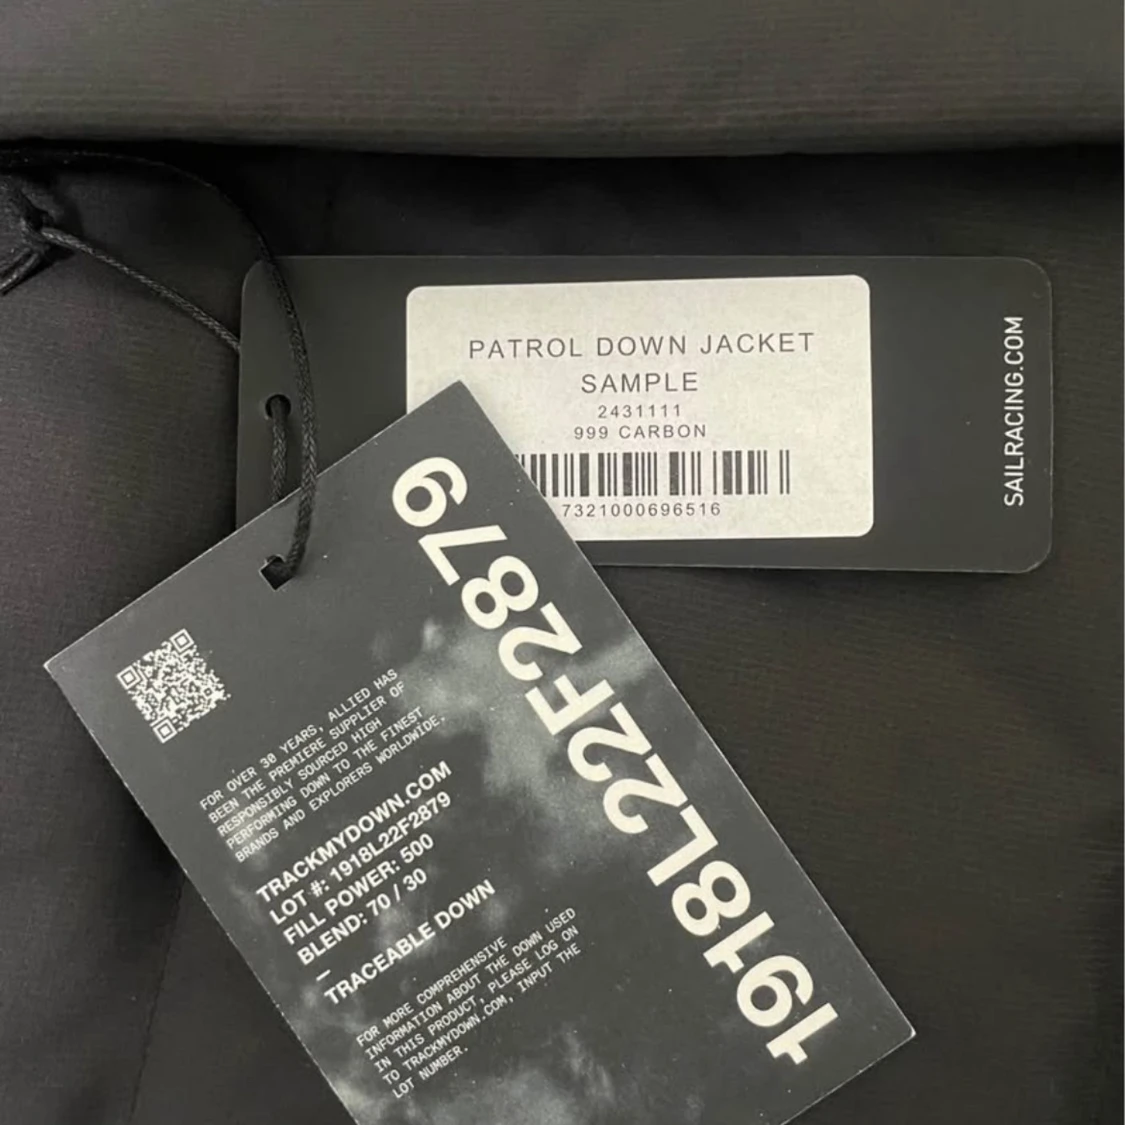 PATROL DOWN JACKET
SAMPLE
2431111
999 CARBON
7321000696516
SAILRACING.COM
1918L22F2879
FOR OVER 30 YEARS, ALLIED HAS
BEEN THE PREMIERE SUPPLIER OF
RESPONSIBLY SOURCED HIGH
PERFORMING DOWN TO THE FINEST
BRANDS AND EXPLORERS WORLDWIDE.
TRACKMYDOWN.COM
LOT #: 1918L22F2879
FILL POWER: 500
BLEND: 70 / 30
–
TRACEABLE DOWN
FOR MORE COMPREHENSIVE
INFORMATION ABOUT THE DOWN USED
IN THIS PRODUCT, PLEASE LOG ON
TO TRACKMYDOWN.COM, INPUT THE
LOT NUMBER.